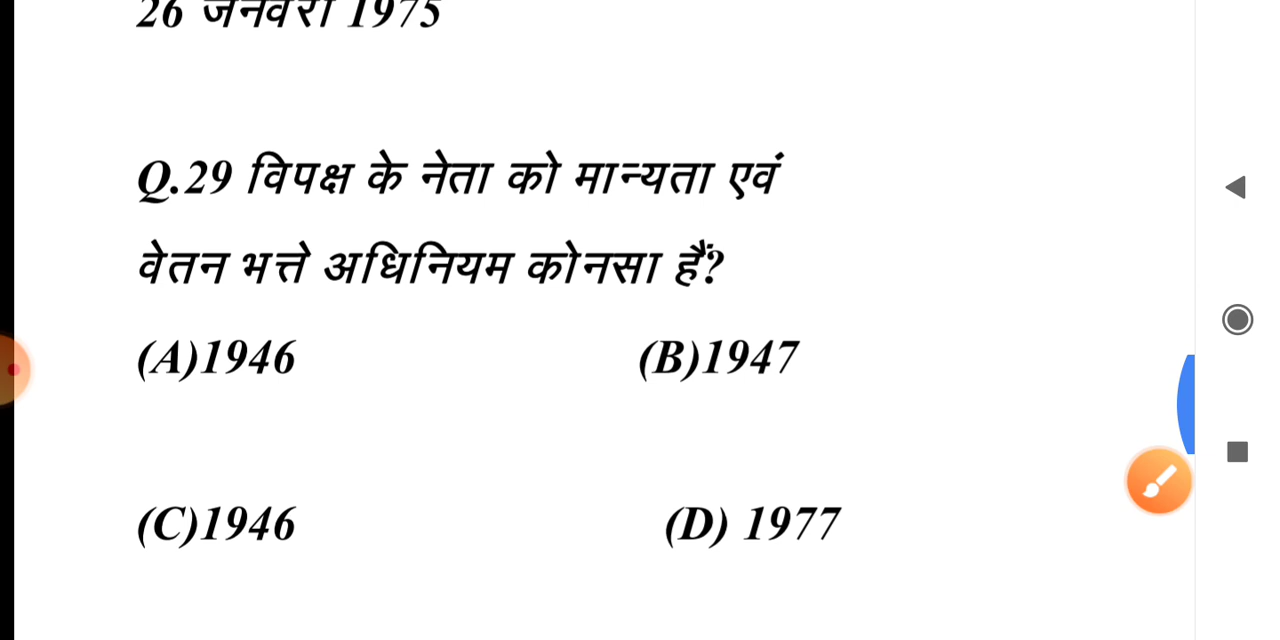 26 जनवरी 1975
Q.29 विपक्ष के नेता को मान्यता एवं
वेतन भत्ते अधिनियम कोनसा हैं?
(A)1946 (B)1947
(C)1946 (D) 1977